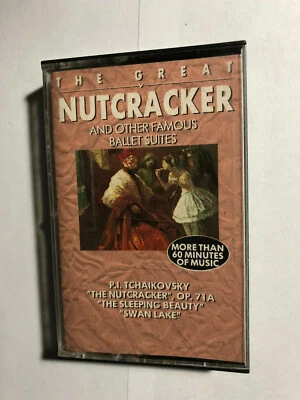 THE GREAT
NUTCRACKER
AND OTHER FAMOUS
BALLET SUITES
MORE THAN
60 MINUTES
OF MUSIC
P.I. TCHAIKOVSKY
"THE NUTCRACKER", OP. 71A
"THE SLEEPING BEAUTY"
"SWAN LAKE"